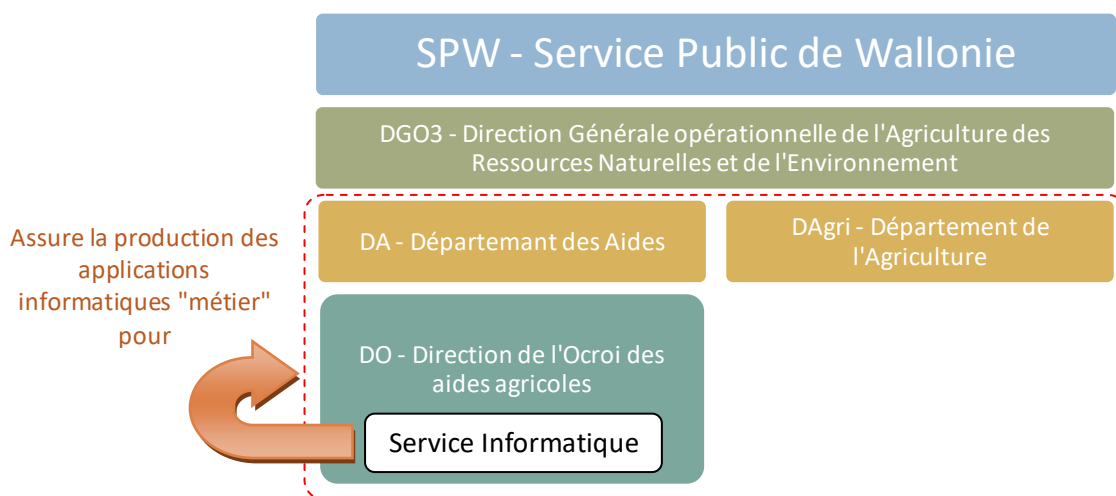 SPW - Service Public de Wallonie
DGO3 - Direction Générale opérationnelle de l'Agriculture des
Ressources Naturelles et de l'Environnement
DA - Départemant des Aides
DAgri - Département de
l'Agriculture
Assure la production des
applications
informatiques "métier"
pour
DO - Direction de l'Ocroi des
aides agricoles
Service Informatique